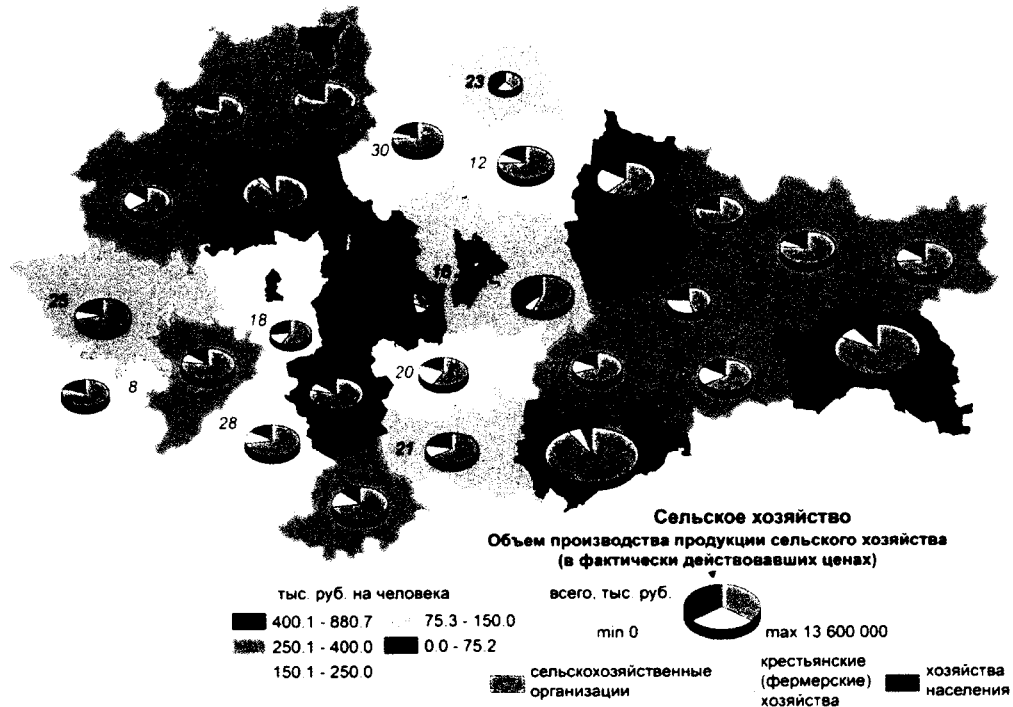 23
30
12
25
16
18
20
8
28
21
Сельское хозяйство
Объем производства продукции сельского хозяйства
(в фактически действовавших ценах)
тыс. руб. на человека
400.1 - 880.7
75.3 - 150.0
250.1 - 400.0
0.0 - 75.2
150.1 - 250.0
всего, тыс. руб.
min 0
max 13 600 000
сельскохозяйственные
организации
крестьянские
(фермерские)
хозяйства
хозяйства
населения